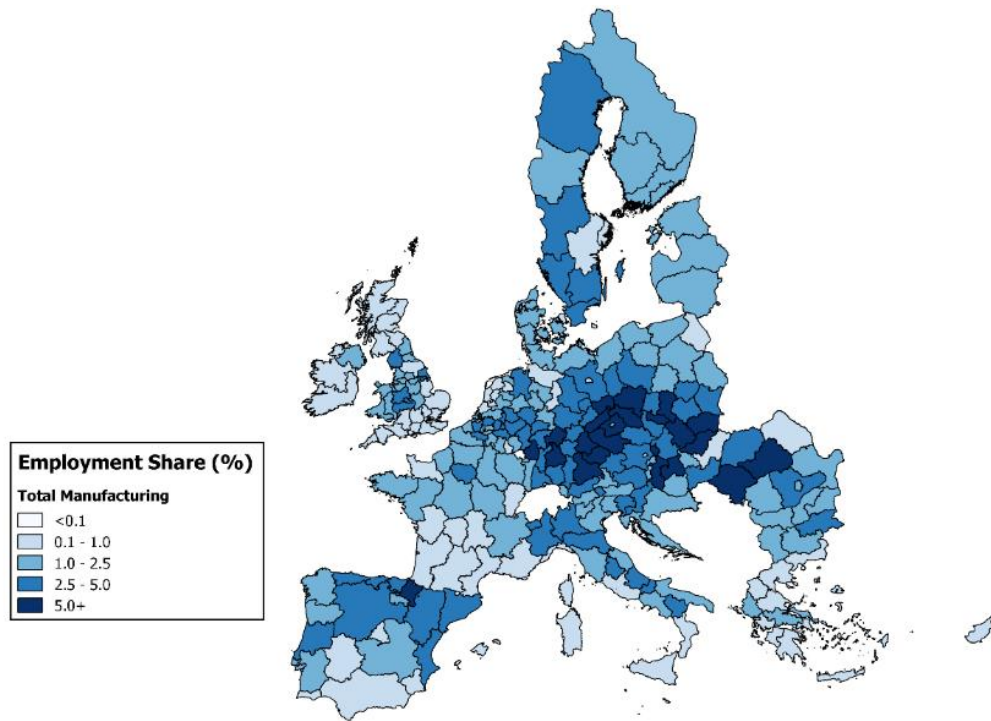 Employment Share (%)
Total Manufacturing
<0.1
0.1 - 1.0
1.0 - 2.5
2.5 - 5.0
5.0+